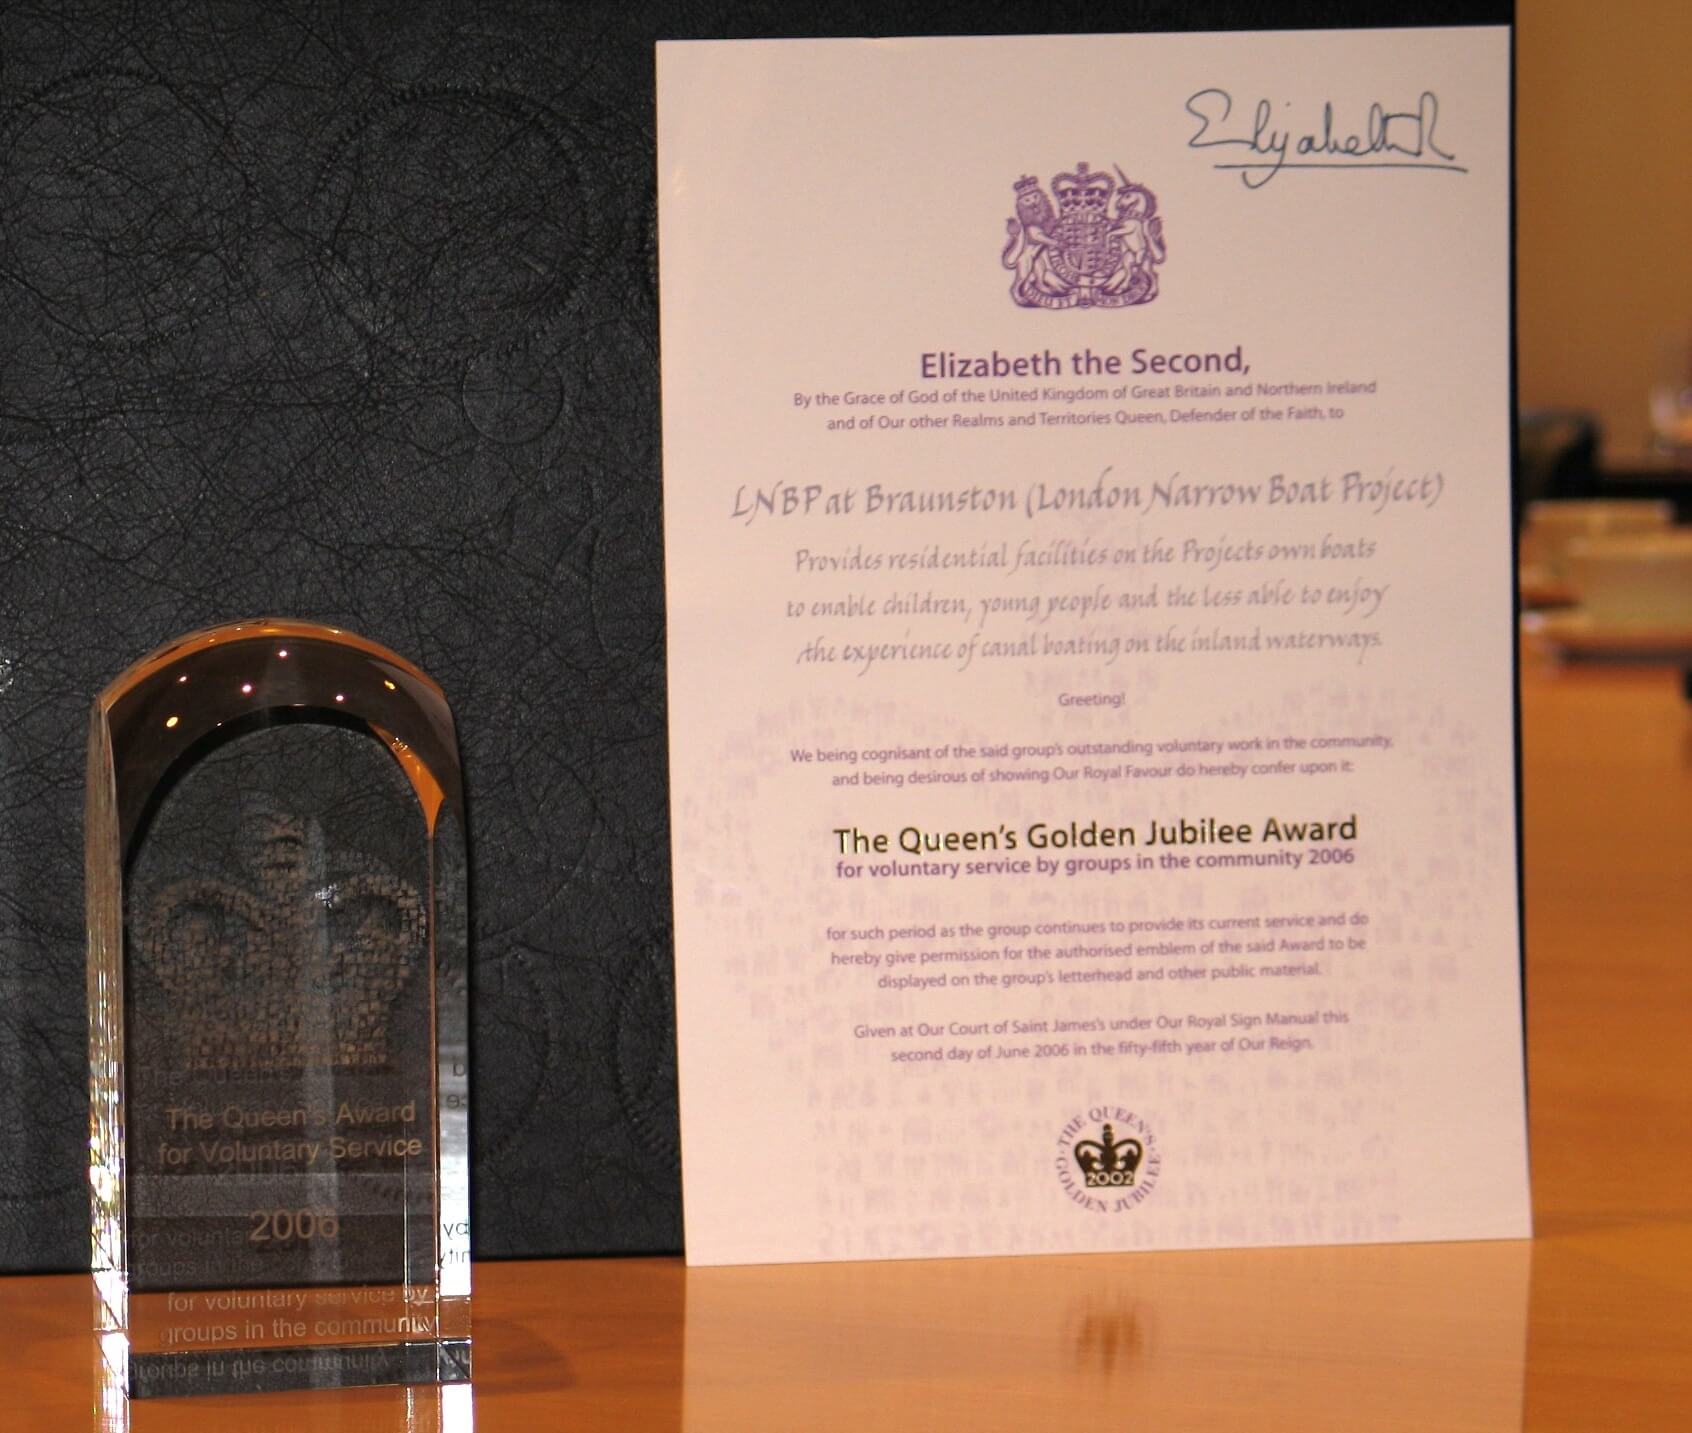 ElizabethR
Elizabeth the Second,
By the Grace of God of the United Kingdom of Great Britain and Northern Ireland
and of Our other Realms and Territories Queen, Defender of the Faith, to
LNBP at Braunston (London Narrow Boat Project)
Provides residential facilities on the Projects own boats
to enable children, young people and the less able to enjoy
the experience of canal boating on the inland waterways.
Greeting!
We being cognisant of the said group's outstanding voluntary work in the community,
and being desirous of showing Our Royal Favour do hereby confer upon it:
The Queen's Golden Jubilee Award
for voluntary service by groups in the community 2006
for such period as the group continues to provide its current service and do
hereby give permission for the authorised emblem of the said Award to be
displayed on the group's letterhead and other public material.
Given at Our Court of Saint James's under Our Royal Sign Manual this
second day of June 2006 in the fifty-fifth year of Our Reign.
THE QUEEN'S GOLDEN JUBILEE
2002
The Queen's Award
for Voluntary Service
2006
for voluntary service by
groups in the community